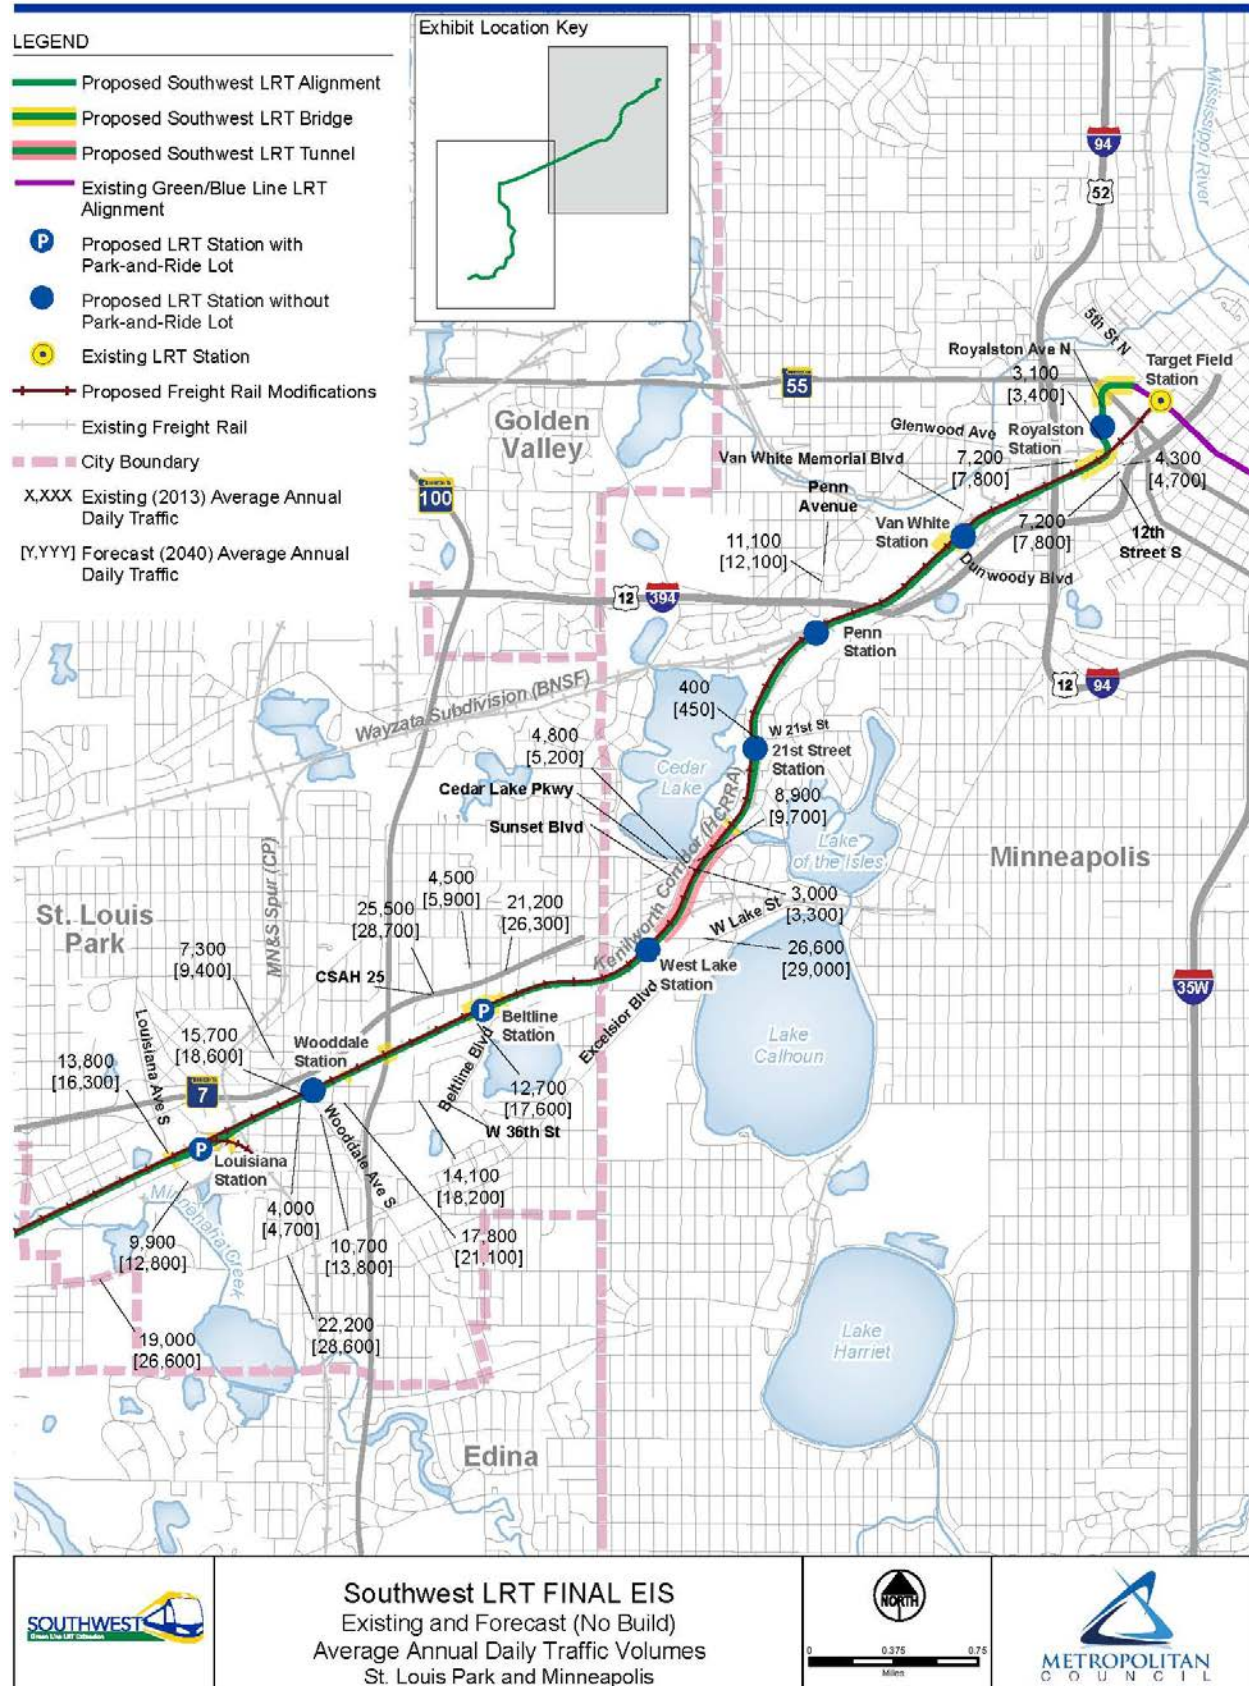 LEGEND
Proposed Southwest LRT Alignment
Proposed Southwest LRT Bridge
Proposed Southwest LRT Tunnel
Existing Green/Blue Line LRT
Alignment
P
Proposed LRT Station with
Park-and-Ride Lot
Proposed LRT Station without
Park-and-Ride Lot
Existing LRT Station
Proposed Freight Rail Modifications
Existing Freight Rail
City Boundary
X,XXX Existing (2013) Average Annual
Daily Traffic
[Y,YYY] Forecast (2040) Average Annual
Daily Traffic
Exhibit Location Key
Mississippi River
94
52
5th St N
Royalston Ave N
3,100
[3,400]
Target Field
Station
55
Golden
Valley
Glenwood Ave
Royalston
Station
Van White Memorial Blvd
7,200
[7,800]
4,300
[4,700]
100
Penn
Avenue
Van White
Station
7,200
[7,800]
12th
Street S
11,100
[12,100]
Dunwoody Blvd
12
394
Penn
Station
12
94
Wayzata Subdivision (BNSF)
400
[450]
W 21st St
21st Street
Station
4,800
[5,200]
Cedar
Lake
Cedar Lake Pkwy
8,900
[9,700]
Sunset Blvd
Kenilworth Corridor (HCRRA)
Lake
of the Isles
Minneapolis
MN&S Spur (CP)
4,500
[5,900]
21,200
[26,300]
3,000
[3,300]
St. Louis
Park
25,500
[28,700]
W Lake St
7,300
[9,400]
26,600
[29,000]
CSAH 25
West Lake
Station
35W
P
Beltline
Station
Excelsior Blvd
Louisiana Ave S
15,700
[18,600]
Wooddale
Station
Beltline Blvd
Lake
Calhoun
13,800
[16,300]
7
12,700
[17,600]
W 36th St
Wooddale Ave S
P
Louisiana
Station
14,100
[18,200]
Minnehaha Creek
4,000
[4,700]
17,800
[21,100]
9,900
[12,800]
10,700
[13,800]
22,200
[28,600]
19,000
[26,600]
Lake
Harriet
Edina
SOUTHWEST
Green Line LRT Extension
Southwest LRT FINAL EIS
Existing and Forecast (No Build)
Average Annual Daily Traffic Volumes
St. Louis Park and Minneapolis
NORTH
0 0.375 0.75
Miles
METROPOLITAN
COUNCIL